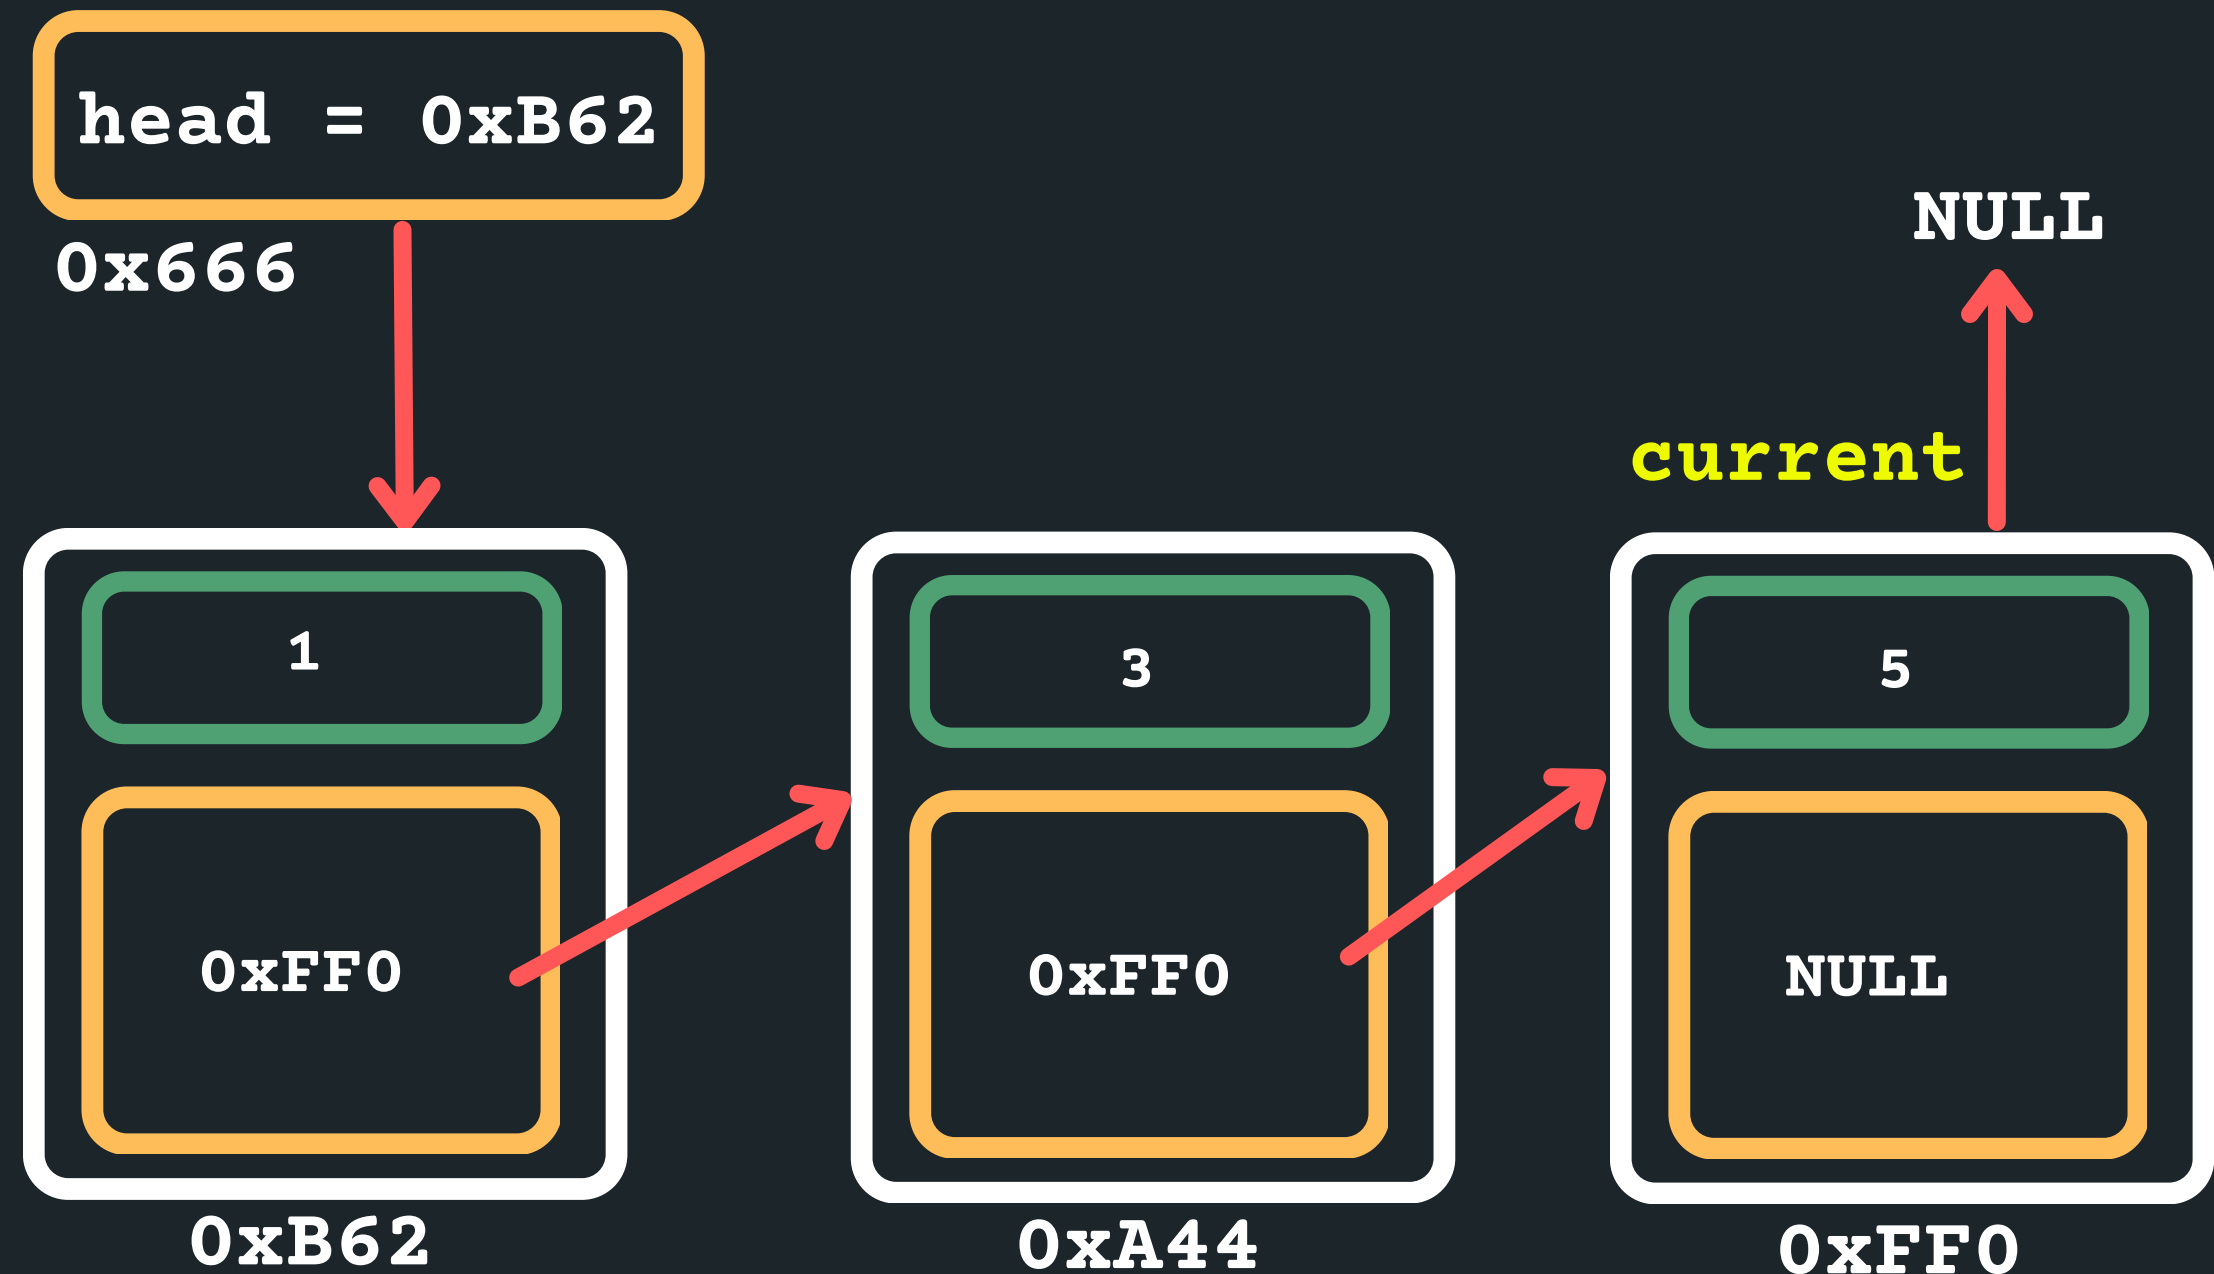 head = 0xB62
0x666
NULL
current
1
3
5
0xFF0
0xFF0
NULL
0xB62
0xA44
0xFF0